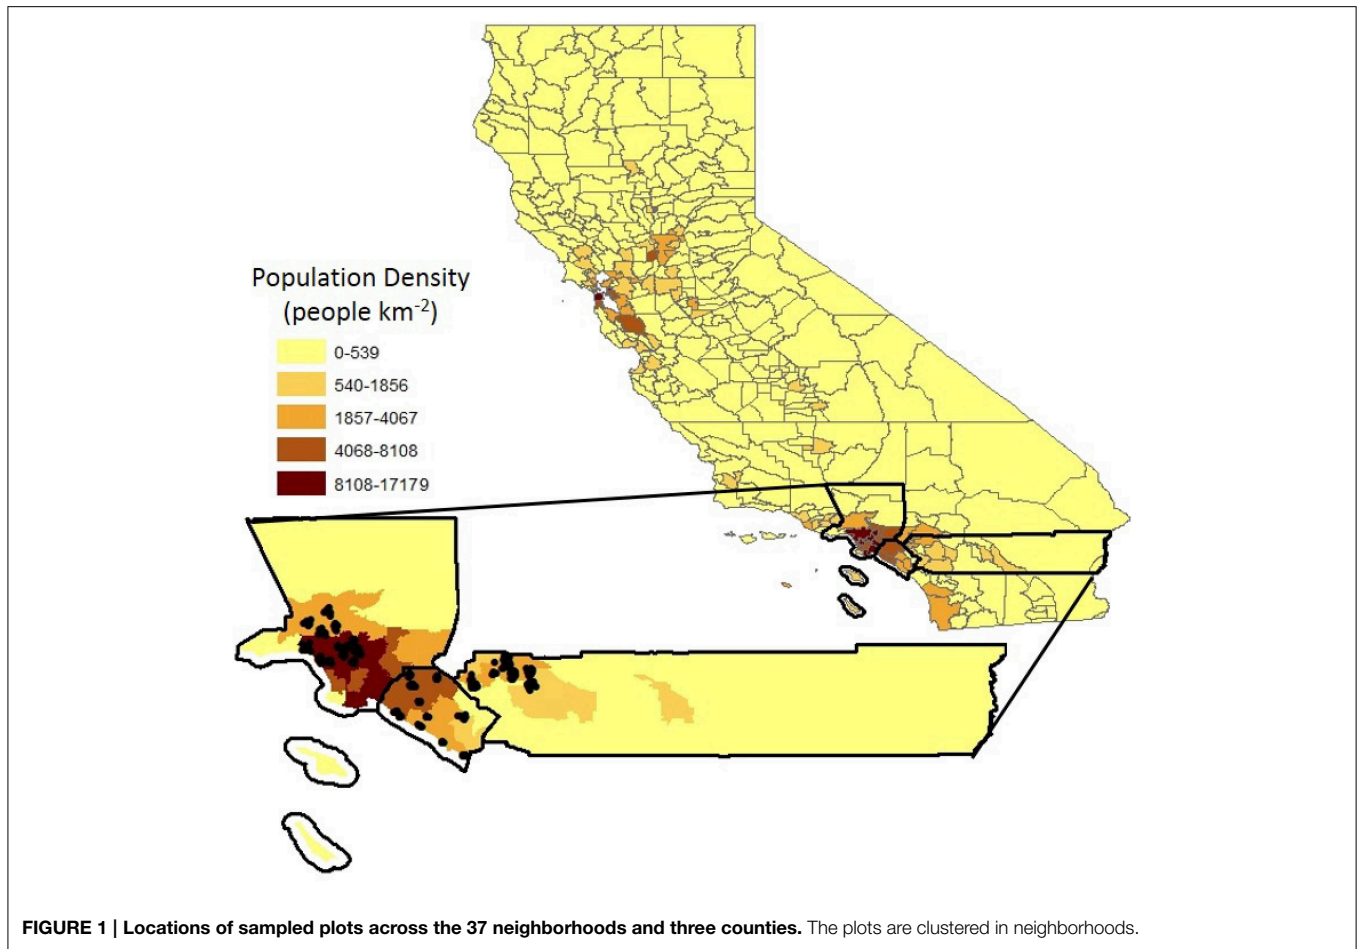 Population Density
(people km-2)
0-539
540-1856
1857-4067
4068-8108
8108-17179
FIGURE 1 | Locations of sampled plots across the 37 neighborhoods and three counties. The plots are clustered in neighborhoods.